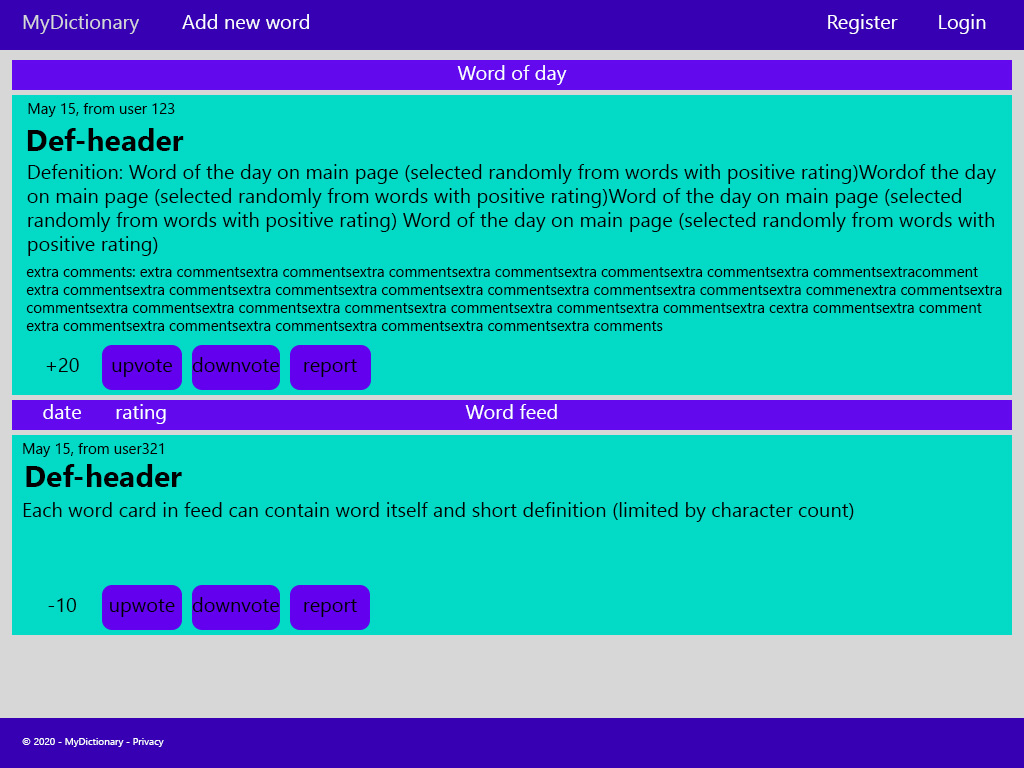 MyDictionary Add new word Register Login
Word of day
May 15, from user 123
Def-header
Defenition: Word of the day on main page (selected randomly from words with positive rating)Wordof the day
on main page (selected randomly from words with positive rating)Word of the day on main page (selected
randomly from words with positive rating) Word of the day on main page (selected randomly from words with
positive rating)
extra comments: extra commentsextra commentsextra commentsextra commentsextra commentsextra commentsextra commentsextracomment
extra commentsextra commentsextra commentsextra commentsextra commentsextra commentsextra commentsextra commenextra commentsextra
commentsextra commentsextra commentsextra commentsextra commentsextra commentsextra commentsextra cextra commentsextra comment
extra commentsextra commentsextra commentsextra commentsextra commentsextra comments
+20 upvote downvote report
date rating Word feed
May 15, from user321
Def-header
Each word card in feed can contain word itself and short definition (limited by character count)
-10 upwote downvote report
© 2020 - MyDictionary - Privacy